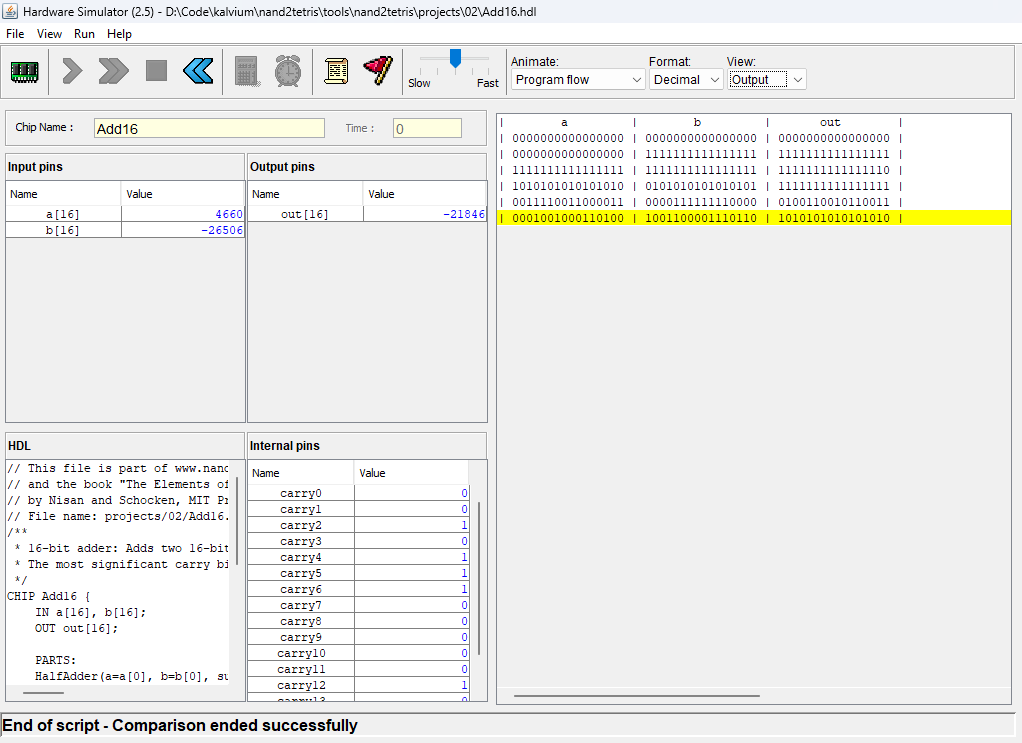 Hardware Simulator (2.5) - D:\Code\kalvium\nand2tetris\tools\nand2tetris\projects\02\Add16.hdl
File View Run Help
Slow Fast
Animate: Format: View:
Program flow Decimal Output
Chip Name : Add16 Time : 0
Input pins
Name Value
a[16] 4660
b[16] -26506
Output pins
Name Value
out[16] -21846
| a | b | out |
| 0000000000000000 | 0000000000000000 | 0000000000000000 |
| 0000000000000000 | 1111111111111111 | 1111111111111111 |
| 1111111111111111 | 1111111111111111 | 1111111111111110 |
| 1010101010101010 | 0101010101010101 | 1111111111111111 |
| 0011110011000011 | 0000111111110000 | 0100110010110011 |
| 0001001000110100 | 1001100001110110 | 1010101010101010 |
HDL
// This file is part of www.nand
// and the book "The Elements of
// by Nisan and Schocken, MIT Pr
// File name: projects/02/Add16.
/**
* 16-bit adder: Adds two 16-bit
* The most significant carry bi
*/
CHIP Add16 {
IN a[16], b[16];
OUT out[16];
PARTS:
HalfAdder(a=a[0], b=b[0], su
Internal pins
Name Value
carry0 0
carry1 0
carry2 1
carry3 0
carry4 1
carry5 1
carry6 1
carry7 0
carry8 0
carry9 0
carry10 0
carry11 0
carry12 1
carry13 0
End of script - Comparison ended successfully